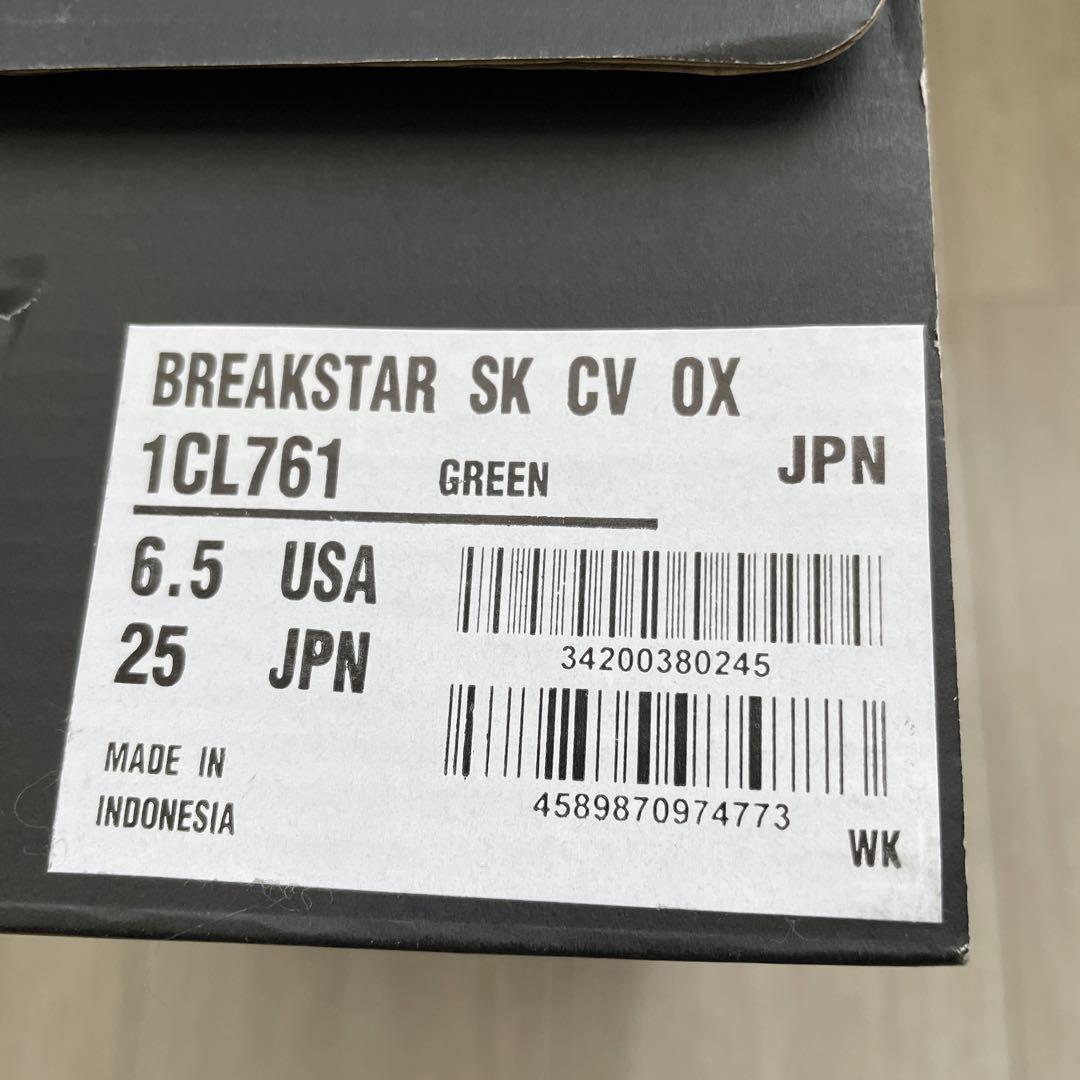 BREAKSTAR SK CV OX
1CL761 GREEN JPN
6.5 USA
25 JPN
34200380245
4589870974773
MADE IN
INDONESIA
WK